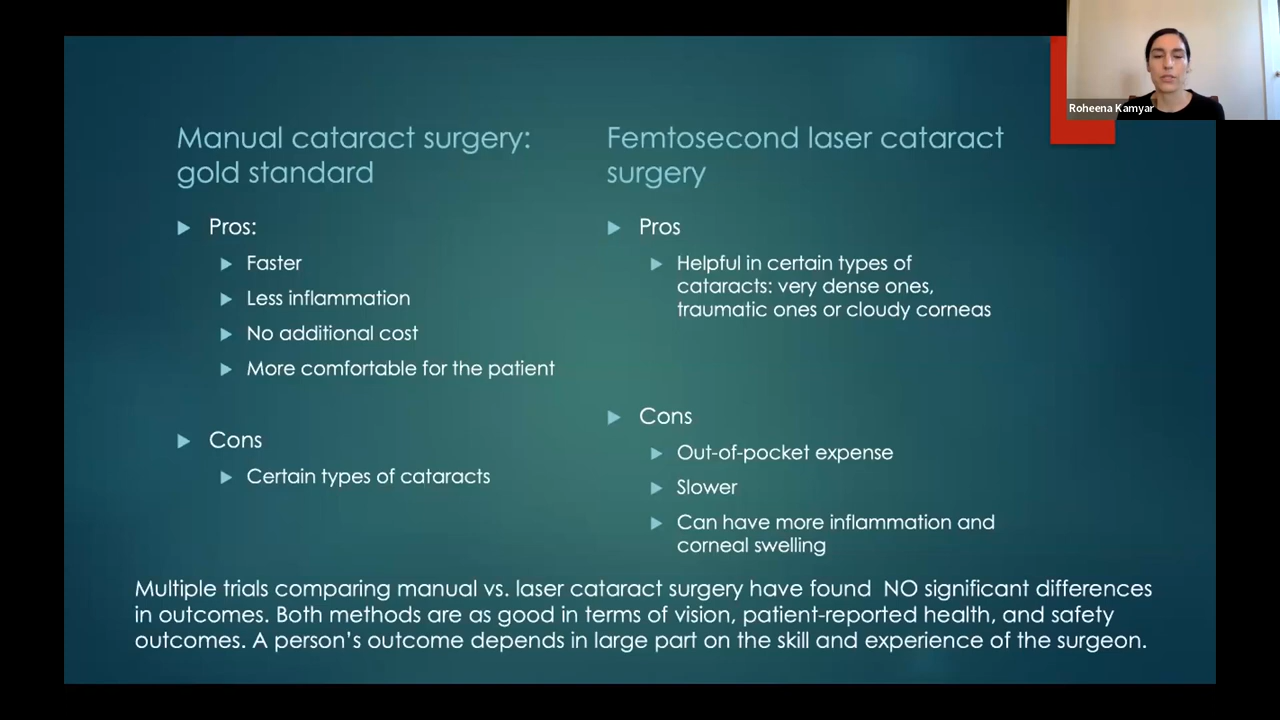 Roheena Kamyar
Manual cataract surgery:
gold standard
Pros:
Faster
Less inflammation
No additional cost
More comfortable for the patient
Cons
Certain types of cataracts
Femtosecond laser cataract
surgery
Pros
Helpful in certain types of
cataracts: very dense ones,
traumatic ones or cloudy corneas
Cons
Out-of-pocket expense
Slower
Can have more inflammation and
corneal swelling
Multiple trials comparing manual vs. laser cataract surgery have found  NO significant differences
in outcomes. Both methods are as good in terms of vision, patient-reported health, and safety
outcomes. A person’s outcome depends in large part on the skill and experience of the surgeon.